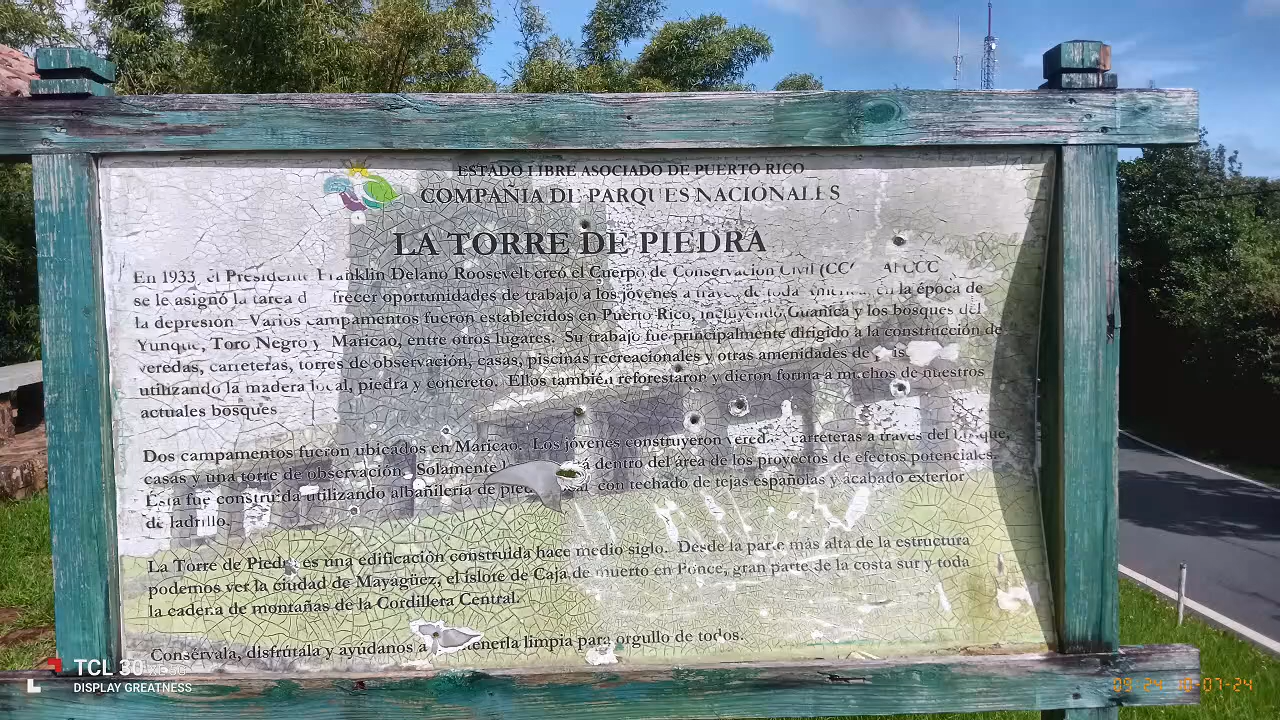 ESTADO LIBRE ASOCIADO DE PUERTO RICO
COMPAÑIA DE PARQUES NACIONALES
LA TORRE DE PIEDRA
En 1933, el Presidente Franklin Delano Roosevelt creó el Cuerpo de Conservación Civil (CC Al CCC
se le asignó la tarea d frecer oportunidades de trabajo a los jóvenes a través de toda América en la época de
la depresión Varios campamentos fueron establecidos en Puerto Rico, incluyendo Guánica y los bosques del
Yunque, Toro Negro y Maricao, entre otros lugares. Su trabajo fue principalmente dirigido a la construcción de
veredas, carreteras, torres de observación, casas, piscinas recreacionales y otras amenidades de
utilizando la madera local, piedra y concreto. Ellos también reforestaron y dieron forma a muchos de nuestros
actuales bosques
Dos campamentos fueron ubicados en Maricao. Los jóvenes construyeron vered carreteras a traves del
casas y una torre de observación. Solamente dentro del área de los proyectos de efectos potenciales.
Esta fue construida utilizando albañilería de con techado de tejas españolas y acabado exterior
de ladrillo.
La Torre de Piedra es una edificación construida hace medio siglo. Desde la parte más alta de la estructura
podemos ver la ciudad de Mayagüez, el islote de Caja de muerto en Ponce, gran parte de la costa sur y toda
la cadena de montañas de la Cordillera Central.
Consérvala, disfrútala y ayúdanos a tenerla limpia para orgullo de todos.
TCL 30
DISPLAY GREATNESS